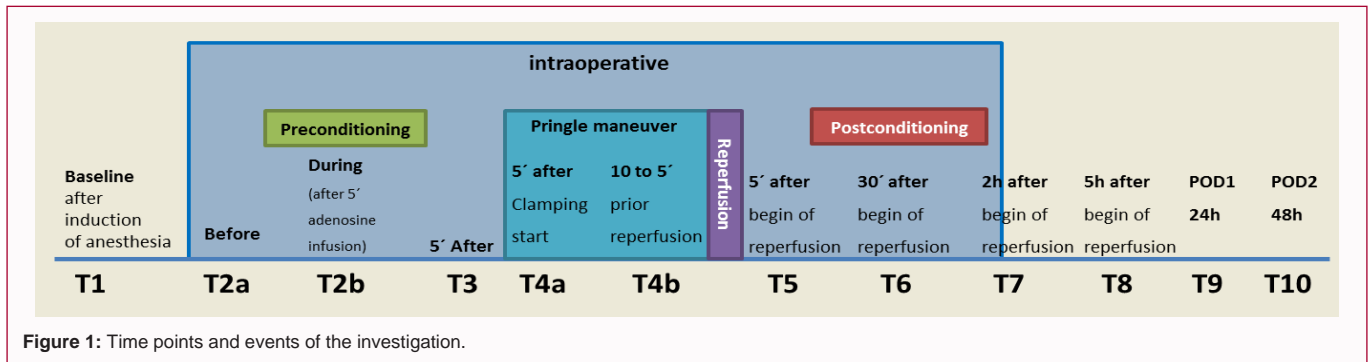 intraoperative
Preconditioning
Pringle maneuver
Reperfusion
Postconditioning
Baseline
after
induction
of anesthesia
Before
During
(after 5´
adenosine
infusion)
5´ After
5´ after
Clamping
start
10 to 5´
prior
reperfusion
5´ after
begin of
reperfusion
30´ after
begin of
reperfusion
2h after
begin of
reperfusion
5h after
begin of
reperfusion
POD1
24h
POD2
48h
T1 T2a T2b T3 T4a T4b T5 T6 T7 T8 T9 T10
Figure 1: Time points and events of the investigation.